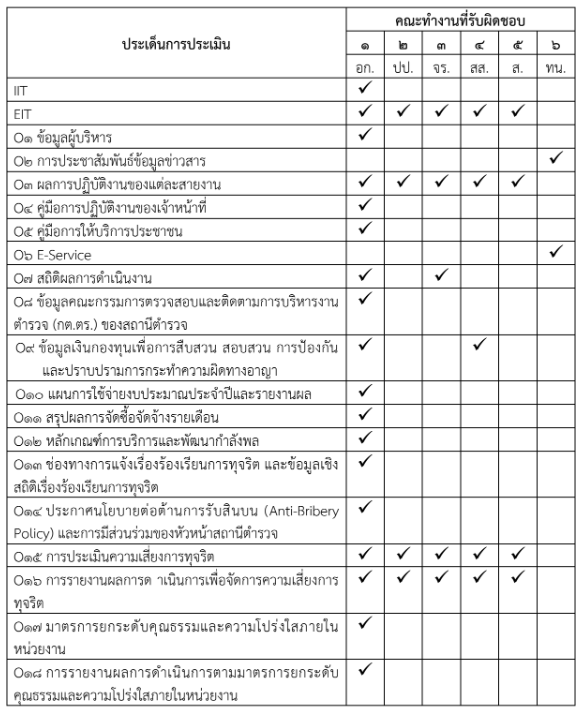 ประเด็นการประเมิน
คณะทำงานที่รับผิดชอบ
๑ ๒ ๓ ๔ ๕ ๖
อก. ปป. จร. สส. ส. ทน.
IIT ✓
EIT ✓ ✓ ✓ ✓ ✓
O๑ ข้อมูลผู้บริหาร ✓
O๒ การประชาสัมพันธ์ข้อมูลข่าวสาร ✓
O๓ ผลการปฏิบัติงานของแต่ละสายงาน ✓ ✓ ✓ ✓ ✓
O๔ คู่มือการปฏิบัติงานของเจ้าหน้าที่ ✓
O๕ คู่มือการให้บริการประชาชน ✓
O๖ E-Service ✓
O๗ สถิติผลการดำเนินงาน ✓ ✓
O๘ ข้อมูลคณะกรรมการตรวจสอบและติดตามการบริหารงาน ✓
ตำรวจ (กต.ตร.) ของสถานีตำรวจ
O๙ ข้อมูลเงินกองทุนเพื่อการสืบสวน สอบสวน การป้องกัน ✓ ✓
และปราบปรามการกระทำความผิดทางอาญา
O๑๐ แผนการใช้จ่ายงบประมาณประจำปีและรายงานผล ✓
O๑๑ สรุปผลการจัดซื้อจัดจ้างรายเดือน ✓
O๑๒ หลักเกณฑ์การบริการและพัฒนากำลังพล ✓
O๑๓ ช่องทางการแจ้งเรื่องร้องเรียนการทุจริต และข้อมูลเชิง ✓
สถิติเรื่องร้องเรียนการทุจริต
O๑๔ ประกาศนโยบายต่อต้านการรับสินบน (Anti-Bribery ✓
Policy) และการมีส่วนร่วมของหัวหน้าสถานีตำรวจ
O๑๕ การประเมินความเสี่ยงการทุจริต ✓ ✓ ✓ ✓ ✓
O๑๖ การรายงานผลการด าเนินการเพื่อจัดการความเสี่ยงการ ✓ ✓ ✓ ✓ ✓
ทุจริต
O๑๗ มาตรการยกระดับคุณธรรมและความโปร่งใสภายใน ✓
หน่วยงาน
O๑๘ การรายงานผลการดำเนินการตามมาตรการยกระดับ ✓
คุณธรรมและความโปร่งใสภายในหน่วยงาน